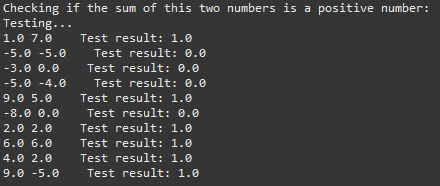 Checking if the sum of this two numbers is a positive number:
Testing...
1.0 7.0    Test result: 1.0
-5.0 -5.0    Test result: 0.0
-3.0 0.0    Test result: 0.0
-5.0 -4.0    Test result: 0.0
9.0 5.0    Test result: 1.0
-8.0 0.0    Test result: 0.0
2.0 2.0    Test result: 1.0
6.0 6.0    Test result: 1.0
4.0 2.0    Test result: 1.0
9.0 -5.0    Test result: 1.0